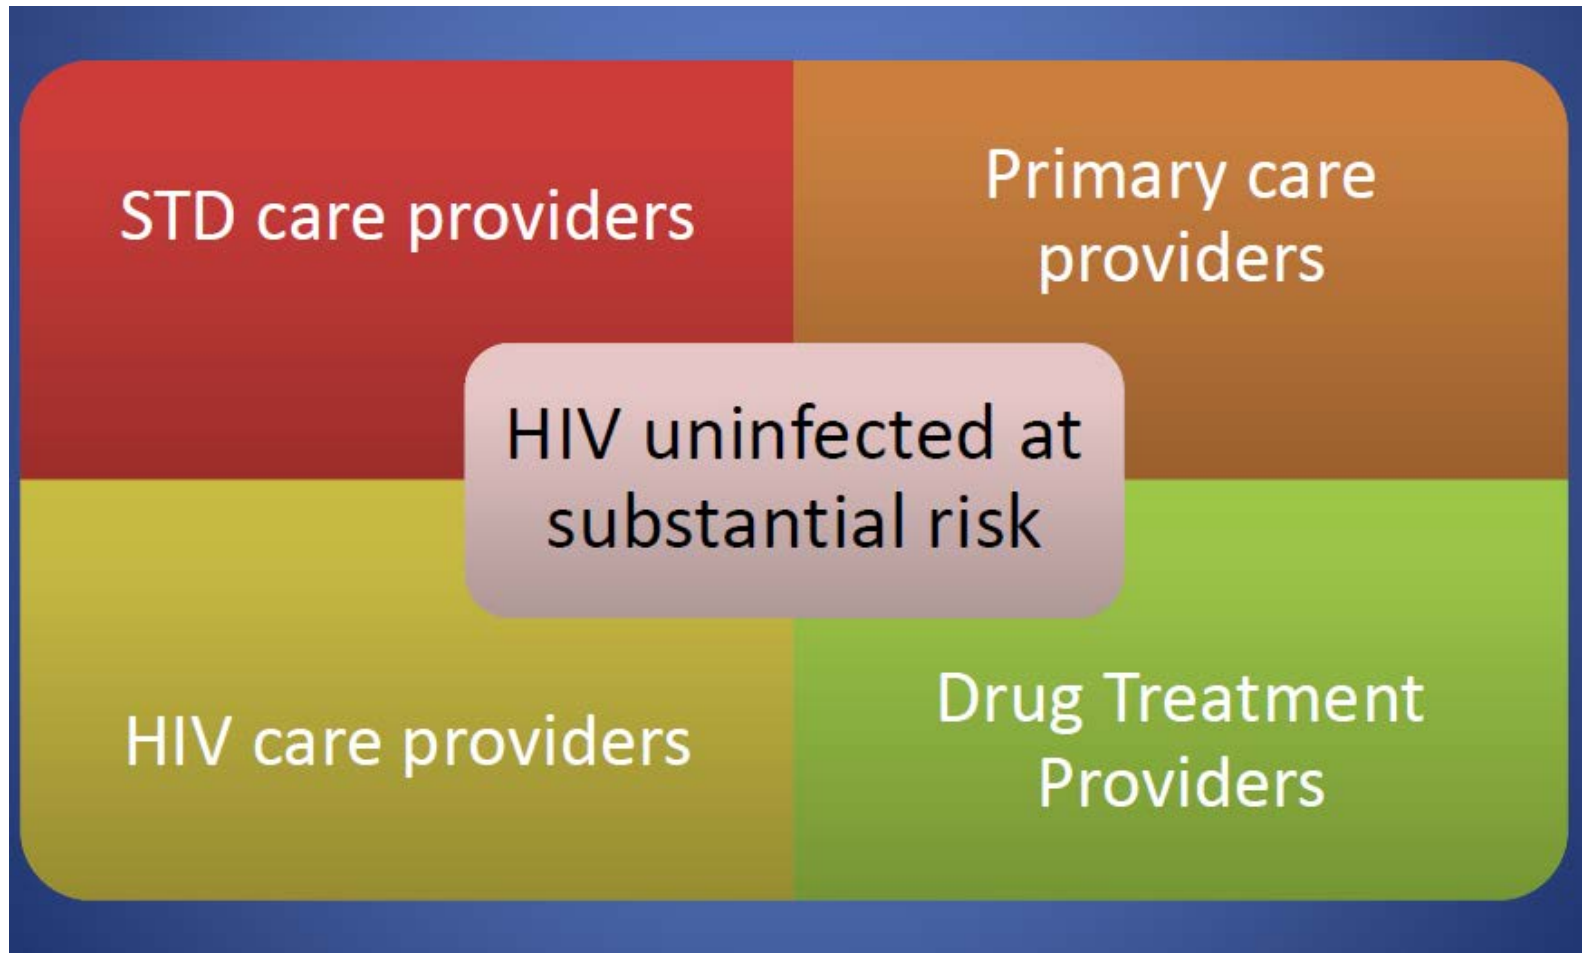 STD care providers
Primary care
providers
HIV uninfected at
substantial risk
HIV care providers
Drug Treatment
Providers